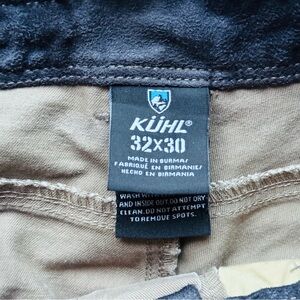 KÜHL®
32X30
MADE IN BURMA/
FABRIQUÉ EN BIRMANIE/
HECHO EN BIRMANIA
WASH WITH
AND INSIDE OUT DO NOT DRY
CLEAN. DO NOT ATTEMPT
TO REMOVE SPOTS.